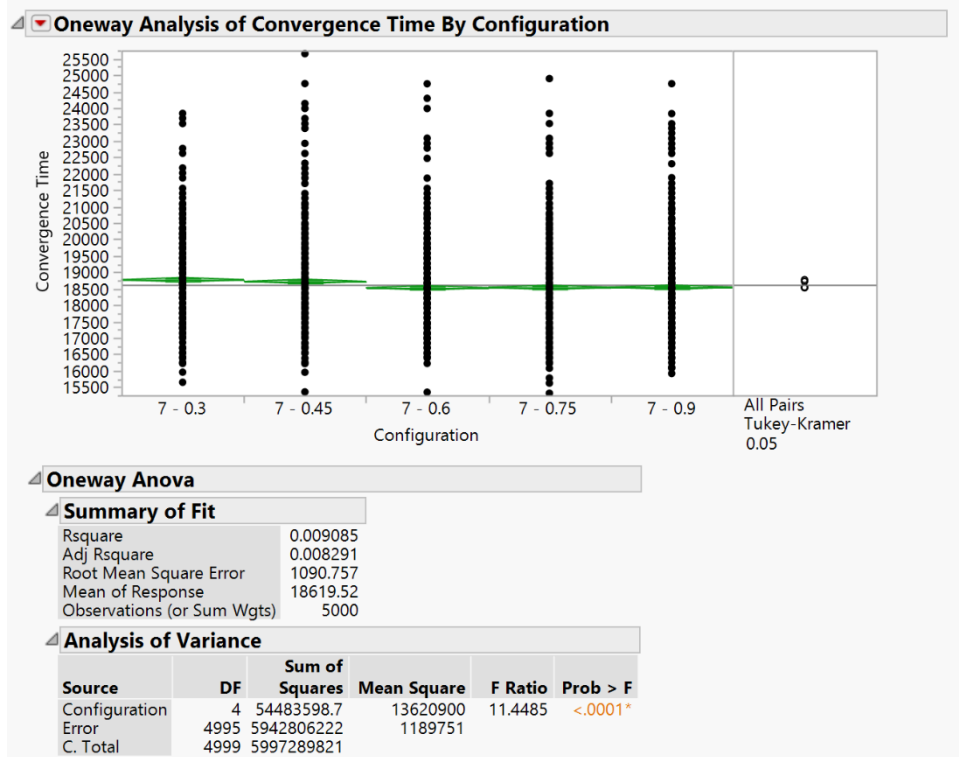 Oneway Analysis of Convergence Time By Configuration
25500
25000
24500
24000
23500
23000
22500
22000
21500
21000
20500
20000
19500
19000
18500
18000
17500
17000
16500
16000
15500
Convergence Time
7 - 0.3 7 - 0.45 7 - 0.6 7 - 0.75 7 - 0.9
Configuration
All Pairs
Tukey-Kramer
0.05
Oneway Anova
Summary of Fit
Rsquare 0.009085
Adj Rsquare 0.008291
Root Mean Square Error 1090.757
Mean of Response 18619.52
Observations (or Sum Wgts) 5000
Analysis of Variance
Source DF Sum of Squares Mean Square F Ratio Prob > F
Configuration 4 54483598.7 13620900 11.4485 <.0001*
Error 4995 5942806222 1189751
C. Total 4999 5997289821